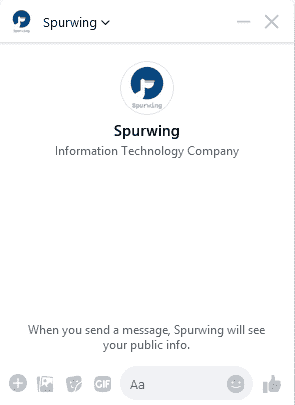 Spurwing
Spurwing
Spurwing
Information Technology Company
When you send a message, Spurwing will see
your public info.
GIF
Aa